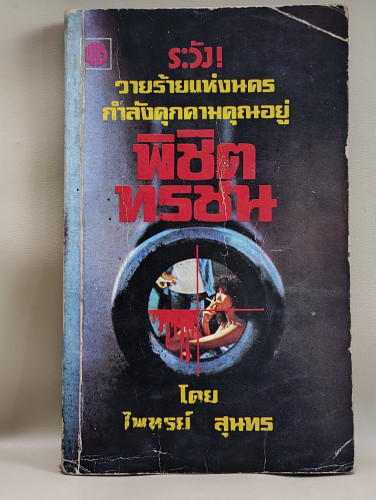 ระวัง!
วายร้ายแห่งนคร
กำลังคุกคามคุณอยู่
พิชิต
ทรชน
โดย
ไพฑูรย์ สุนทร